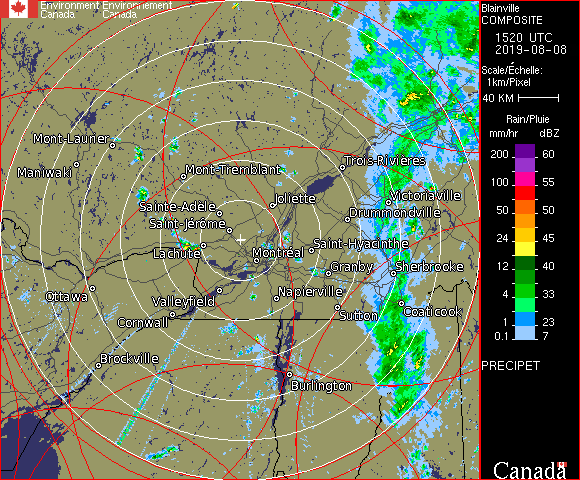 Environment Environnement
Canada Canada
Blainville
COMPOSITE
1520 UTC
2019-08-08
Scale/Échelle:
1km/Pixel
40 KM
Rain/Pluie
mm/hr dBZ
200 60
100 55
50 50
24 45
12 40
4 33
1 23
0.1 7
PRECIPET
Canada
Mont-Laurier
Maniwaki
Mont-Tremblant
Trois-Rivieres
Sainte-Adele
Joliette
Victoriaville
Drummondville
Saint-Jérôme
Lachute
Montréal
Saint-Hyacinthe
Granby
Sherbrooke
Ottawa
Valleyfield
Napierville
Cornwall
Sutton
Coaticook
Brockville
Burlington